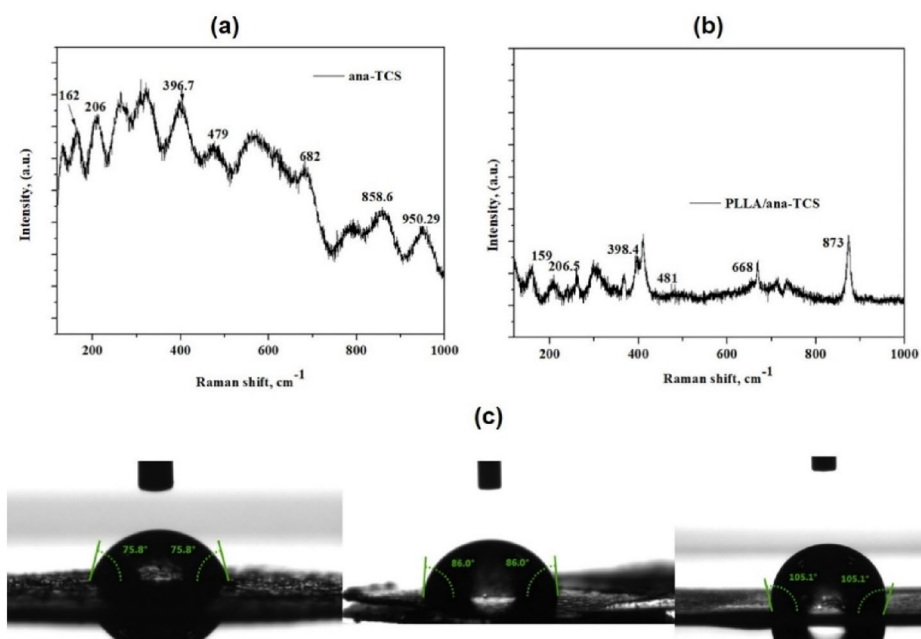 (a)
ana-TCS
162
206
396.7
479
682
858.6
950.29
Intensity, (a.u.)
200 400 600 800 1000
Raman shift, cm-1
(b)
PLLA/ana-TCS
159
206.5
398.4
481
668
873
Intensity, (a.u.)
200 400 600 800 1000
Raman shift, cm-1
(c)
75.8° 75.8°
86.0° 86.0°
105.1° 105.1°